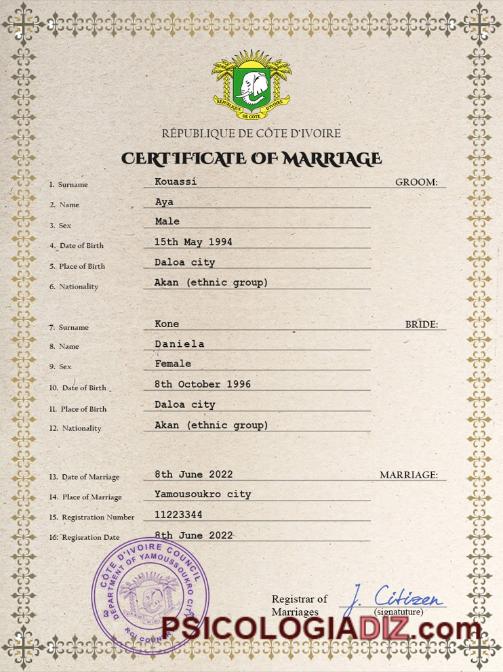 RÉPUBLIQUE DE CÔTE D'IVOIRE
RÉPUBLIQUE DE CÔTE D'IVOIRE
CERTIFICATE OF MARRIAGE
1. Surname Kouassi GROOM:
2. Name Aya
3. Sex Male
4. Date of Birth 15th May 1994
5. Place of Birth Daloa city
6. Nationality Akan (ethnic group)
7. Surname Kone BRIDE:
8. Name Daniela
9. Sex Female
10. Date of Birth 8th October 1996
11. Place of Birth Daloa city
12. Nationality Akan (ethnic group)
13. Date of Marriage 8th June 2022 MARRIAGE:
14. Place of Marriage Yamousoukro city
15. Registration Number 11223344
16. Regisration Date 8th June 2022
CÔTE D'IVOIRE COUNCIL
DEPARTMENT OF YAMOUSSOUKRO CITY
Registrar of
Marriages
J. Citizen
(signatuture)
PSICOLOGIADIZ.com